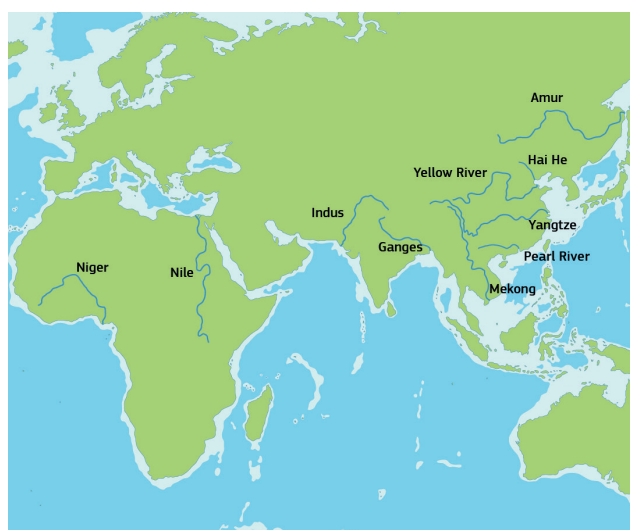 Amur
Hai He
Yellow River
Indus
Yangtze
Ganges
Pearl River
Niger
Nile
Mekong